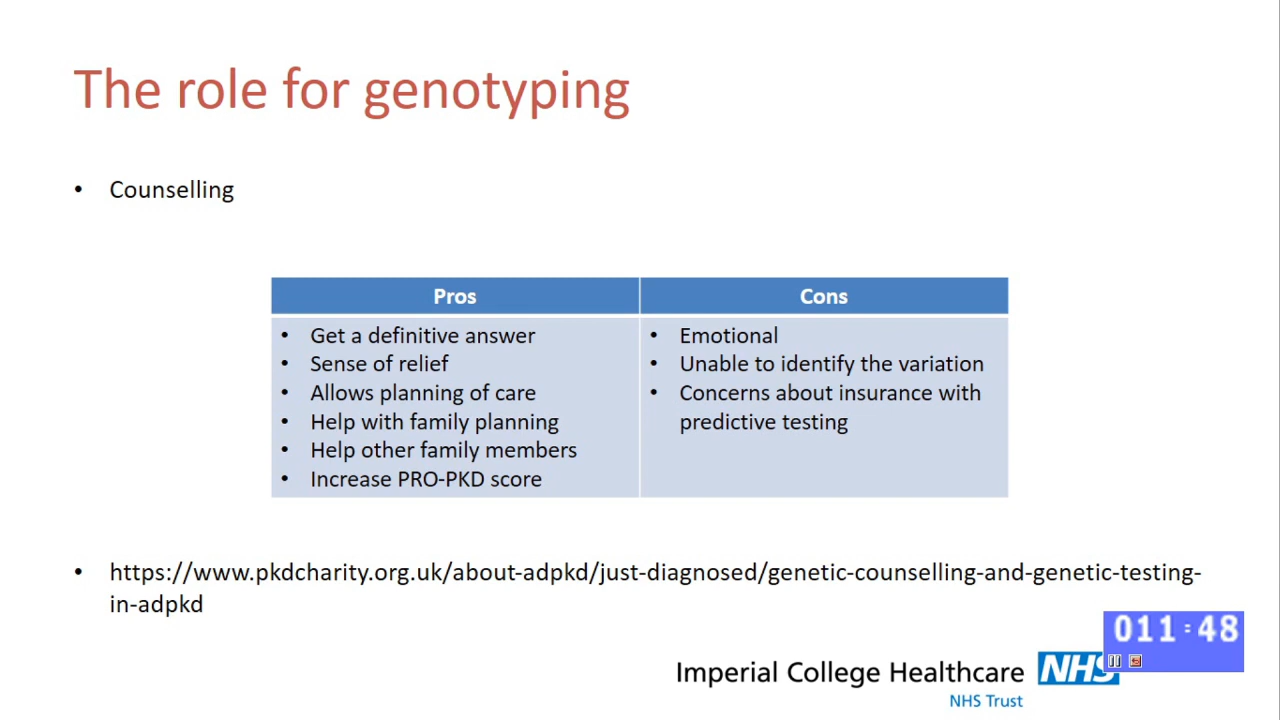 The role for genotyping
• Counselling
Pros
Cons
• Get a definitive answer
• Sense of relief
• Allows planning of care
• Help with family planning
• Help other family members
• Increase PRO-PKD score
• Emotional
• Unable to identify the variation
• Concerns about insurance with
predictive testing
• https://www.pkdcharity.org.uk/about-adpkd/just-diagnosed/genetic-counselling-and-genetic-testing-
in-adpkd
011:48
Imperial College Healthcare NHS
NHS Trust